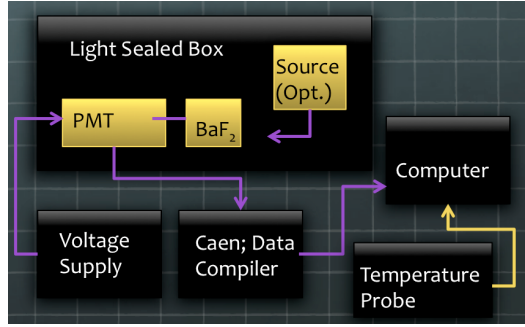 Light Sealed Box
Source
(Opt.)
PMT
BaF₂
Computer
Voltage
Supply
Caen; Data
Compiler
Temperature
Probe